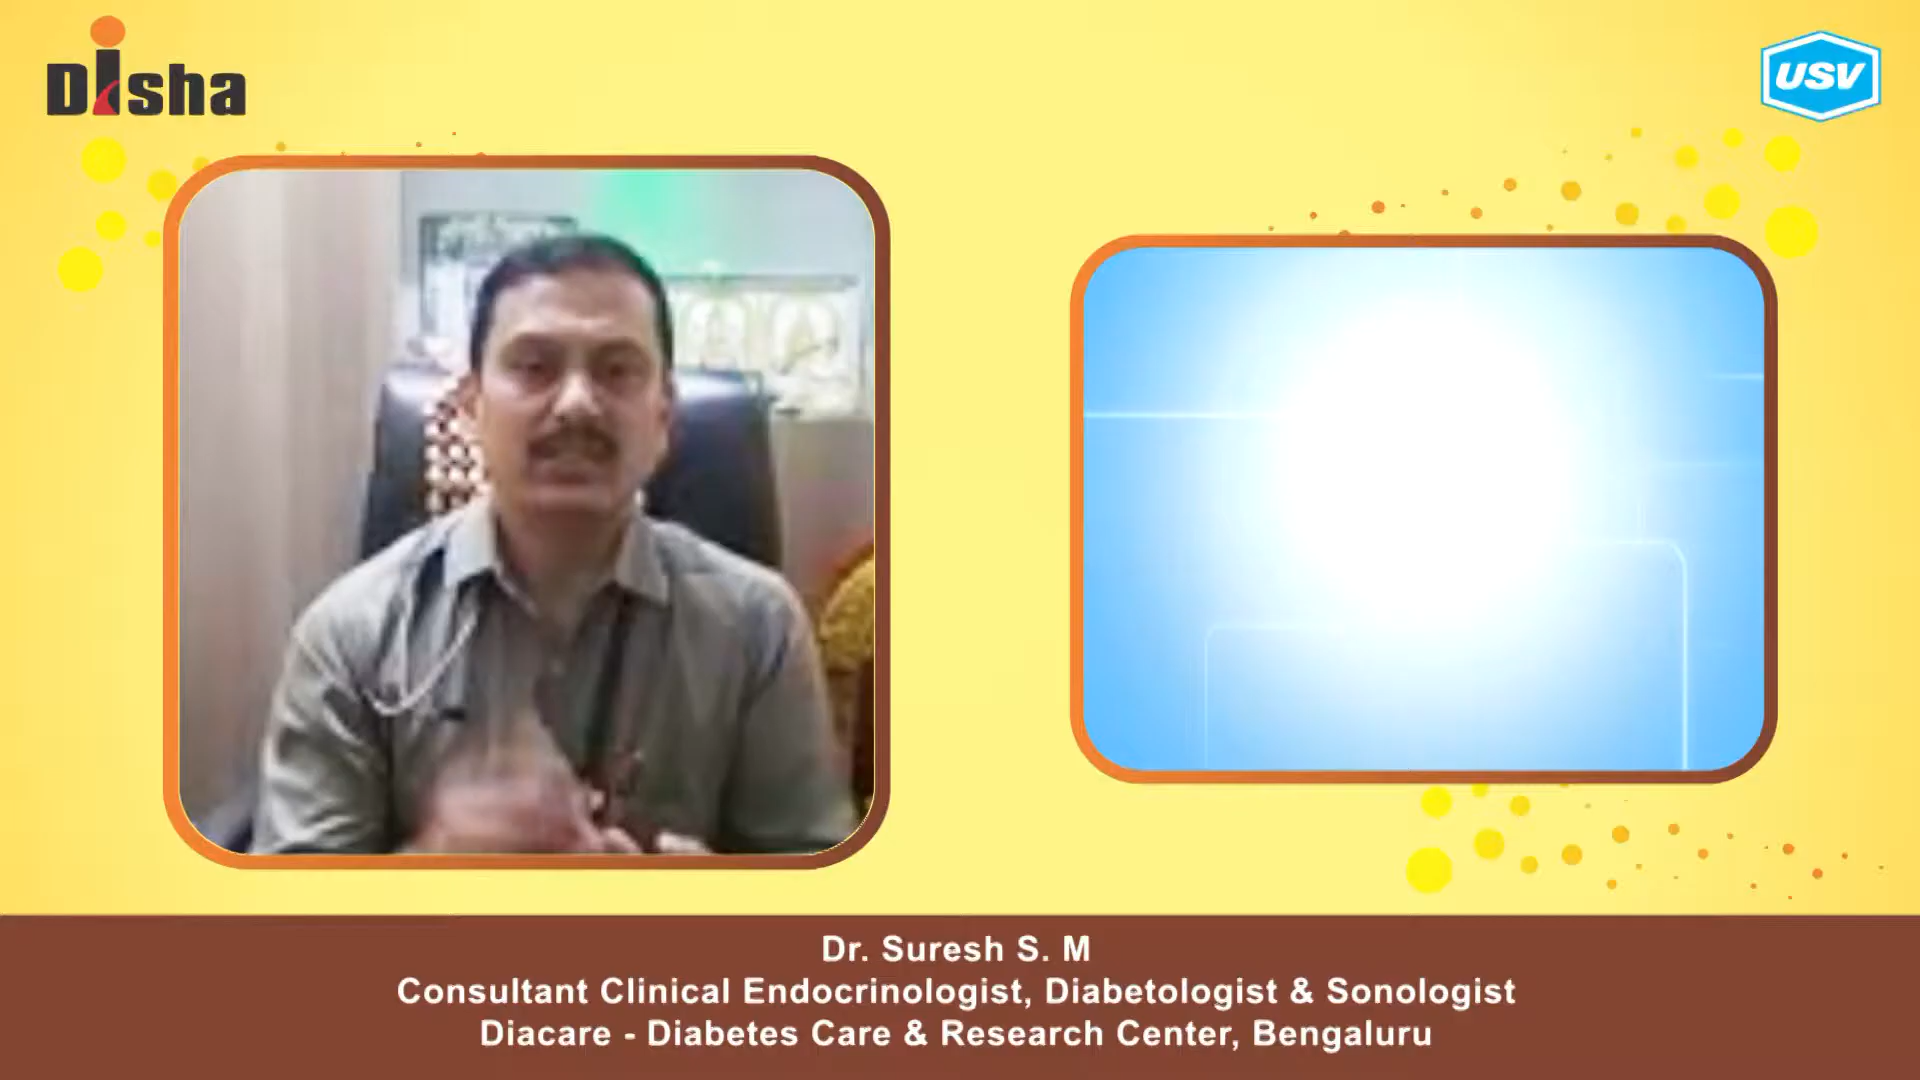 Disha
USV
Dr. Suresh S. M
Consultant Clinical Endocrinologist, Diabetologist & Sonologist
Diacare - Diabetes Care & Research Center, Bengaluru